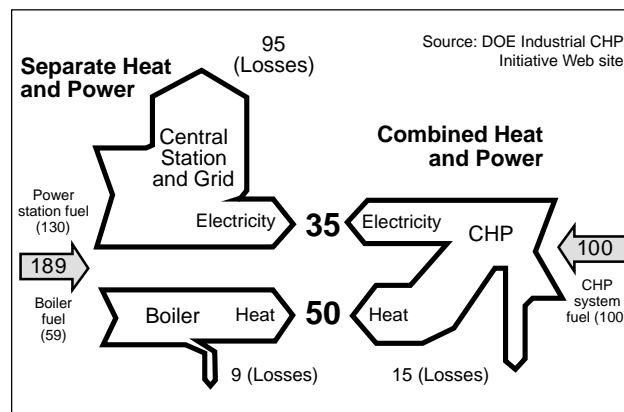 95
(Losses)
Source: DOE Industrial CHP
Initiative Web site
Separate Heat
and Power
Central
Station
and Grid
Combined Heat
and Power
Power
station fuel
(130)
Electricity
35
Electricity
CHP
189
100
Boiler
fuel
(59)
Boiler
Heat
50
Heat
CHP
system
fuel (100)
9 (Losses)
15 (Losses)